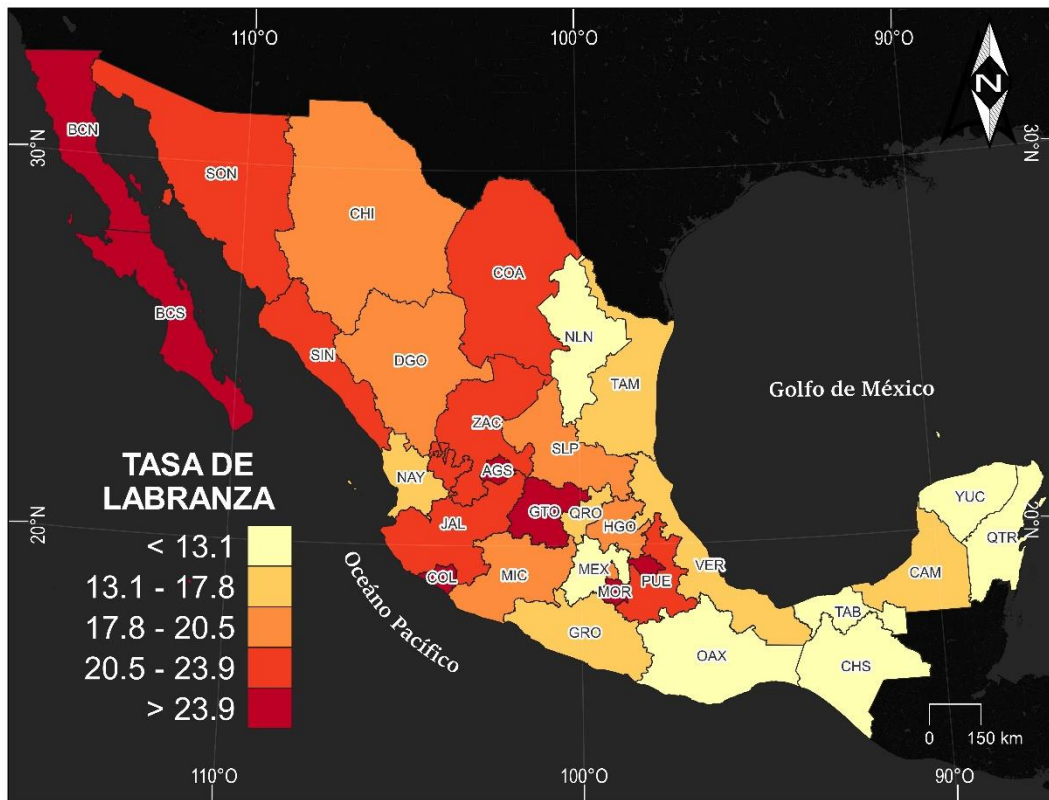 110°O
100°O
90°O
N
30°N
30°N
BCN
SON
CHI
COA
BCS
NLN
SIN
DGO
TAM
Golfo de México
ZAC
SLP
TASA DE
LABRANZA
NAY
AGS
YUC
GTO
QRO
20°N
20°N
< 13.1
JAL
HGO
QTR
13.1 - 17.8
MEX
VER
CAM
Oceáno Pacífico
COL
MIC
MOR
PUE
17.8 - 20.5
TAB
GRO
20.5 - 23.9
OAX
CHS
> 23.9
0 150 km
110°O
100°O
90°O